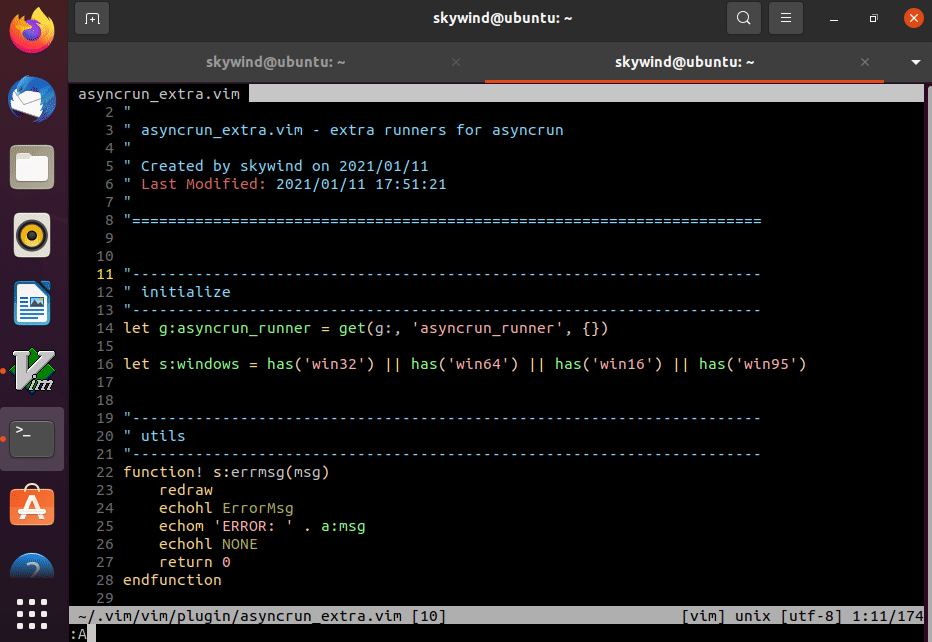 skywind@ubuntu: ~
skywind@ubuntu: ~
skywind@ubuntu: ~
asyncrun_extra.vim
2 "
3 " asyncrun_extra.vim - extra runners for asyncrun
4 "
5 " Created by skywind on 2021/01/11
6 " Last Modified: 2021/01/11 17:51:21
7 "
8 "======================================================================
9
10
11 "----------------------------------------------------------------------
12 " initialize
13 "----------------------------------------------------------------------
14 let g:asyncrun_runner = get(g:, 'asyncrun_runner', {})
15
16 let s:windows = has('win32') || has('win64') || has('win16') || has('win95')
17
18
19 "----------------------------------------------------------------------
20 " utils
21 "----------------------------------------------------------------------
22 function! s:errmsg(msg)
23     redraw
24     echohl ErrorMsg
25     echom 'ERROR: ' . a:msg
26     echohl NONE
27     return 0
28 endfunction
29
~/.vim/vim/plugin/asyncrun_extra.vim [10] [vim] unix [utf-8] 1:11/174
:A
Vim
>_
?